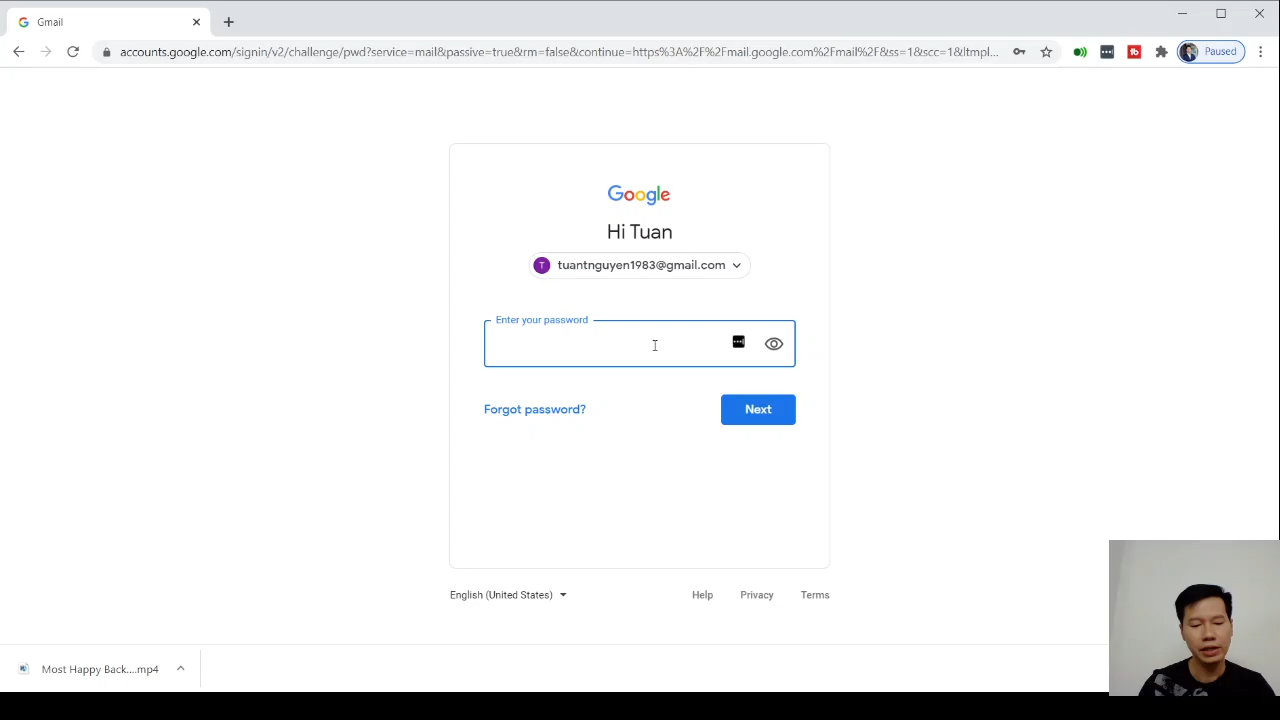 Gmail
accounts.google.com/signin/v2/challenge/pwd?service=mail&passive=true&rm=false&continue=https%3A%2F%2Fmail.google.com%2Fmail%2F&ss=1&scc=1&ltmpl...
Paused
Google
Hi Tuan
T tuantnguyen1983@gmail.com
Enter your password
Forgot password?
Next
English (United States)
Help
Privacy
Terms
Most Happy Back....mp4